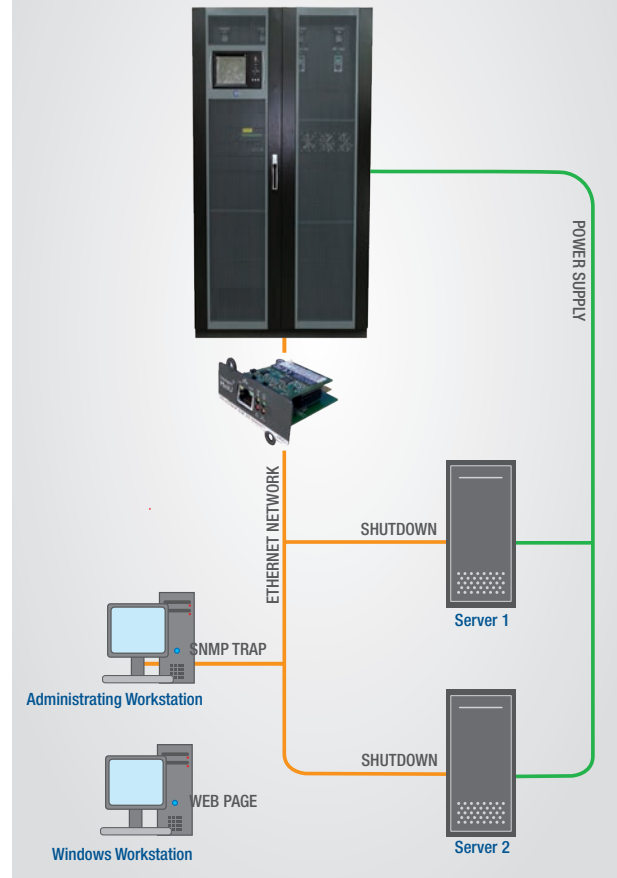 POWER SUPPLY
ETHERNET NETWORK
SHUTDOWN
Server 1
SNMP TRAP
Administrating Workstation
SHUTDOWN
Server 2
WEB PAGE
Windows Workstation